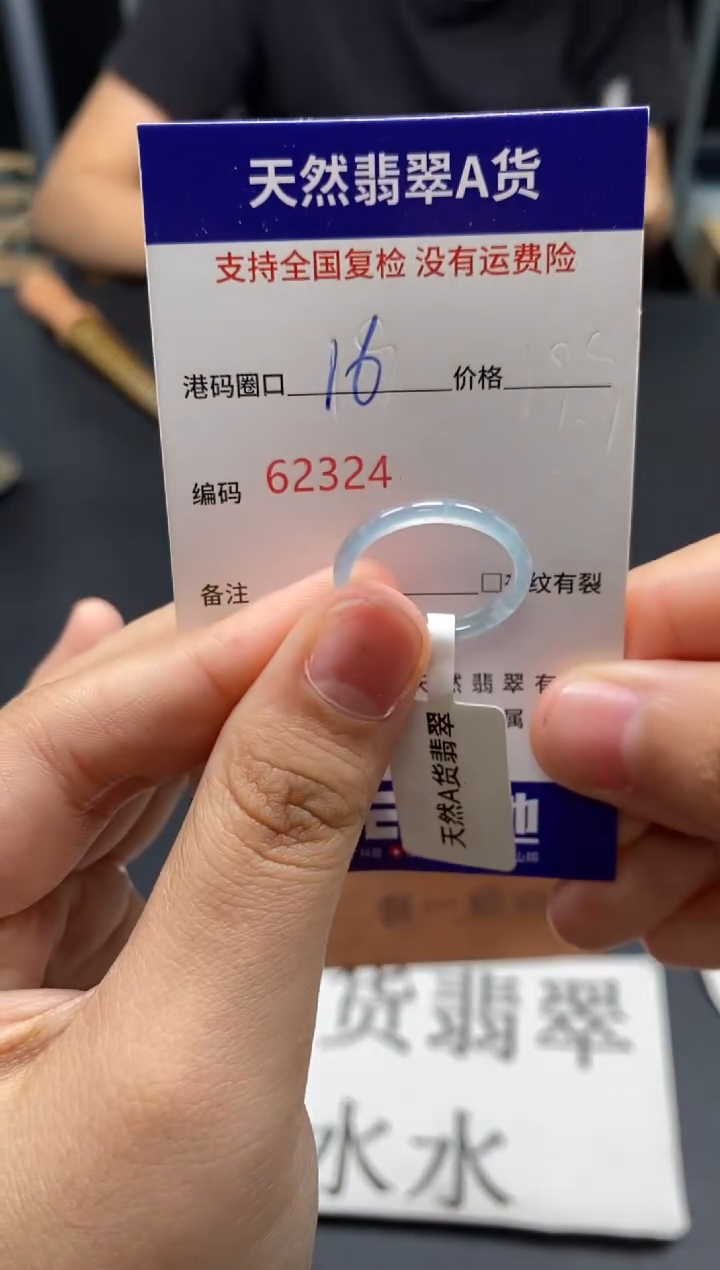 天然翡翠A货
支持全国复检 没有运费险
港码圈口 16 价格
编码 62324
备注 纹有裂
然 翡 翠 有
属
天然A货翡翠
货翡翠
水水